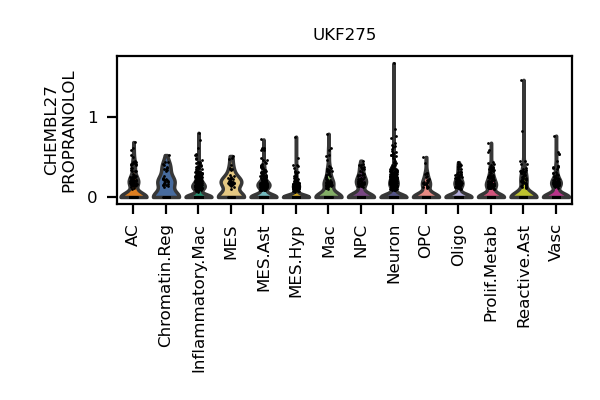 UKF275
CHEMBL27
PROPRANOLOL
1
0
AC
Chromatin.Reg
Inflammatory.Mac
MES
MES.Ast
MES.Hyp
Mac
NPC
Neuron
OPC
Oligo
Prolif.Metab
Reactive.Ast
Vasc